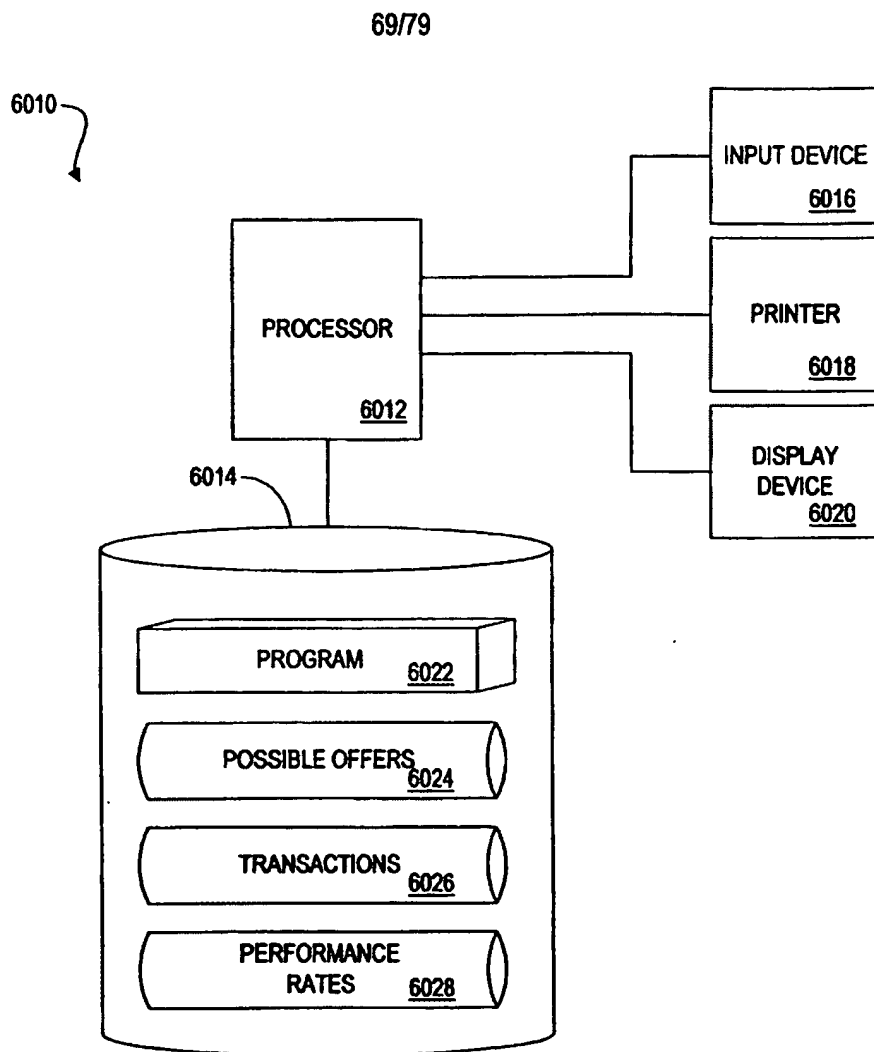 69/79
6010
INPUT DEVICE
6016
PROCESSOR
6012
PRINTER
6018
DISPLAY
DEVICE
6020
6014
PROGRAM
6022
POSSIBLE OFFERS
6024
TRANSACTIONS
6026
PERFORMANCE
RATES
6028